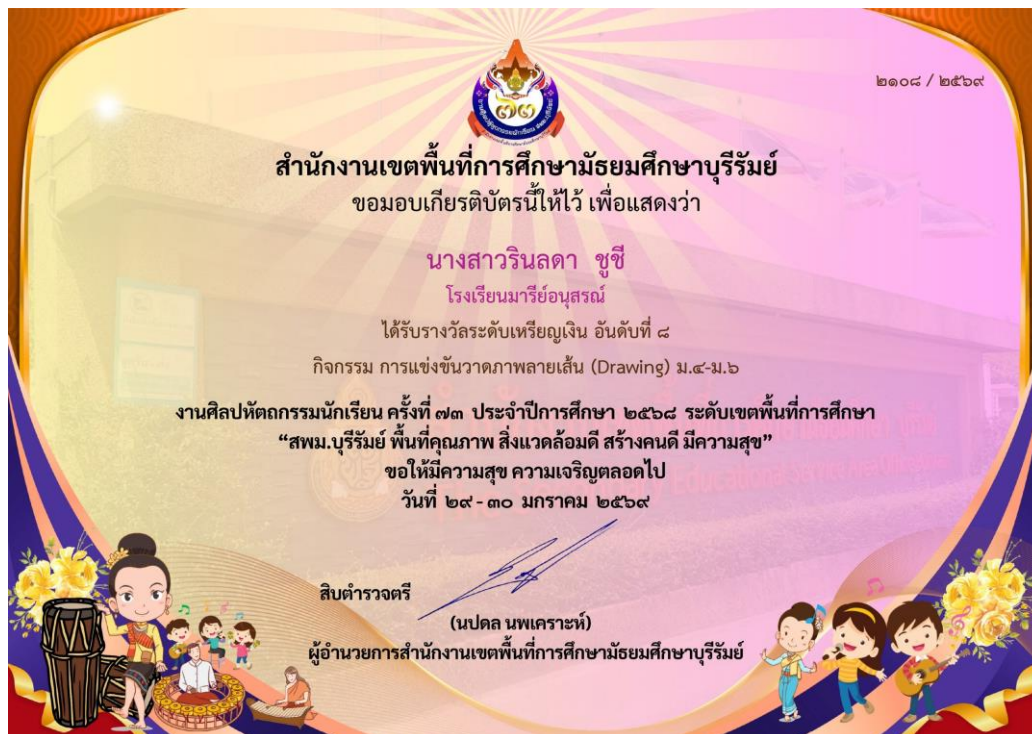 ๒๑๐๘ / ๒๕๖๙
๗๓
สำนักงานเขตพื้นที่การศึกษามัธยมศึกษาบุรีรัมย์
ขอมอบเกียรติบัตรนี้ให้ไว้ เพื่อแสดงว่า
นางสาวรินลดา ชูชี
โรงเรียนมารีย์อนุสรณ์
ได้รับรางวัลระดับเหรียญเงิน อันดับที่ ๘
กิจกรรม การแข่งขันวาดภาพลายเส้น (Drawing) ม.๔-ม.๖
งานศิลปหัตถกรรมนักเรียน ครั้งที่ ๗๓ ประจำปีการศึกษา ๒๕๖๘ ระดับเขตพื้นที่การศึกษา
“สพม.บุรีรัมย์ พื้นที่คุณภาพ สิ่งแวดล้อมดี สร้างคนดี มีความสุข”
ขอให้มีความสุข ความเจริญตลอดไป
วันที่ ๒๙ - ๓๐ มกราคม ๒๕๖๙
สิบตำรวจตรี
(นปดล นพเคราะห์)
ผู้อำนวยการสำนักงานเขตพื้นที่การศึกษามัธยมศึกษาบุรีรัมย์